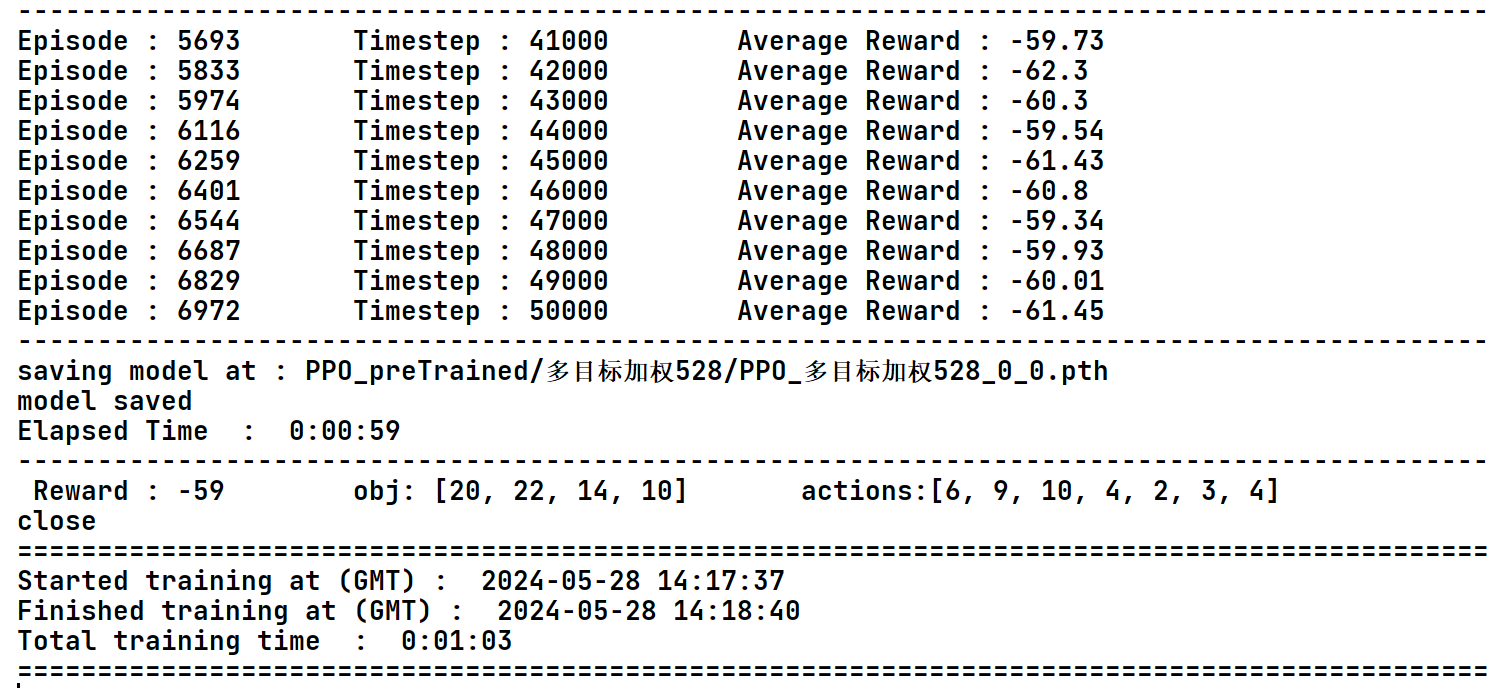 --------------------------------------------------------------------------------------------
Episode : 5693       Timestep : 41000        Average Reward : -59.73
Episode : 5833       Timestep : 42000        Average Reward : -62.3
Episode : 5974       Timestep : 43000        Average Reward : -60.3
Episode : 6116       Timestep : 44000        Average Reward : -59.54
Episode : 6259       Timestep : 45000        Average Reward : -61.43
Episode : 6401       Timestep : 46000        Average Reward : -60.8
Episode : 6544       Timestep : 47000        Average Reward : -59.34
Episode : 6687       Timestep : 48000        Average Reward : -59.93
Episode : 6829       Timestep : 49000        Average Reward : -60.01
Episode : 6972       Timestep : 50000        Average Reward : -61.45
--------------------------------------------------------------------------------------------
saving model at : PPO_preTrained/多目标加权528/PPO_多目标加权528_0_0.pth
model saved
Elapsed Time  :  0:00:59
--------------------------------------------------------------------------------------------
 Reward : -59        obj: [20, 22, 14, 10]       actions:[6, 9, 10, 4, 2, 3, 4]
close
============================================================================================
Started training at (GMT) :  2024-05-28 14:17:37
Finished training at (GMT) :  2024-05-28 14:18:40
Total training time  :  0:01:03
============================================================================================